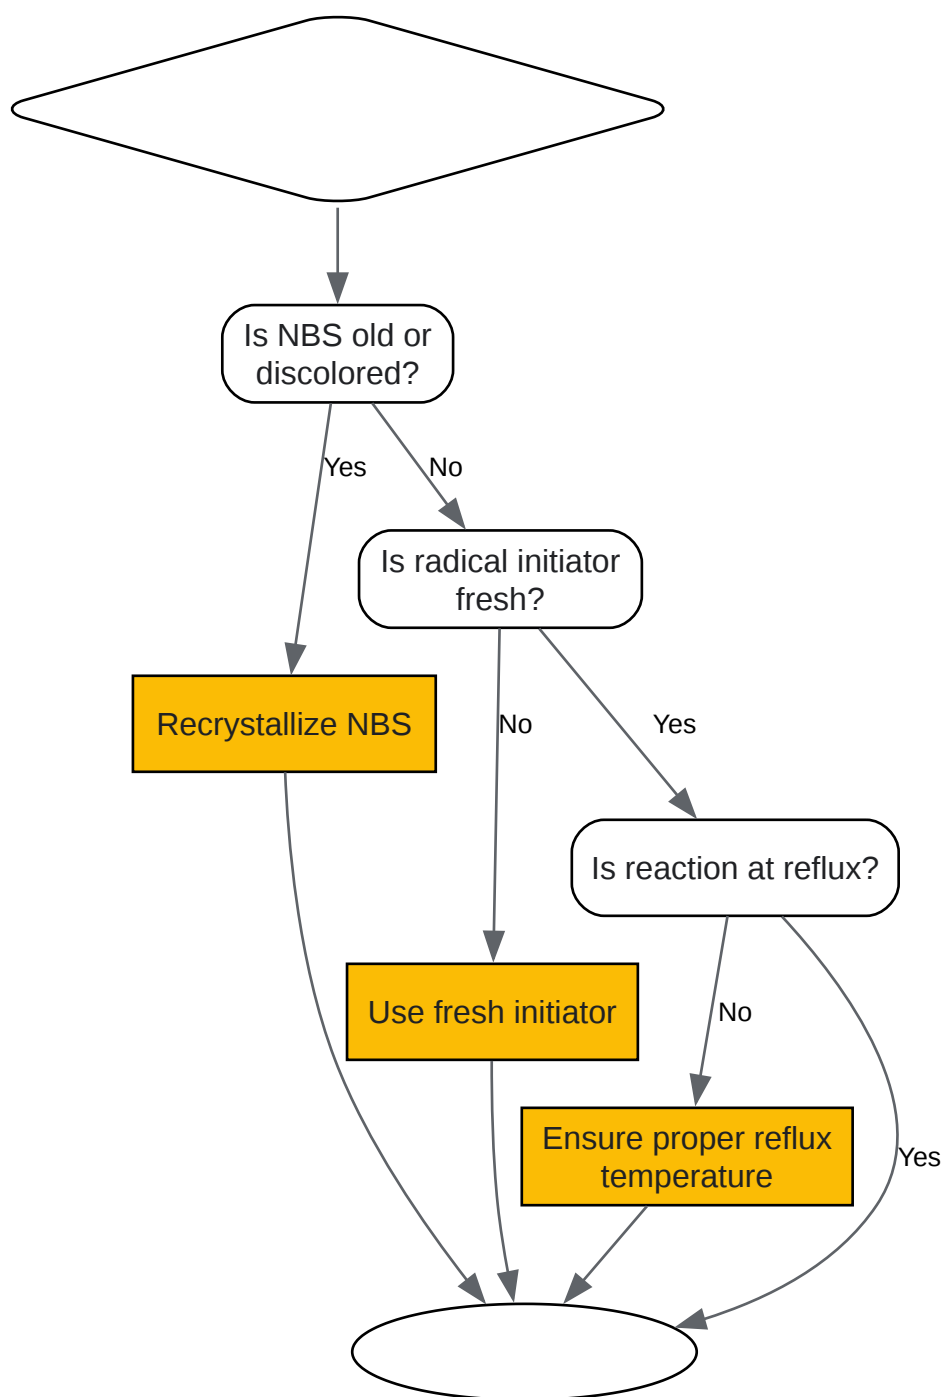 Is NBS old or
discolored?
Yes
No
Is radical initiator
fresh?
Recrystallize NBS
No
Yes
Is reaction at reflux?
Use fresh initiator
No
Ensure proper reflux
temperature
Yes